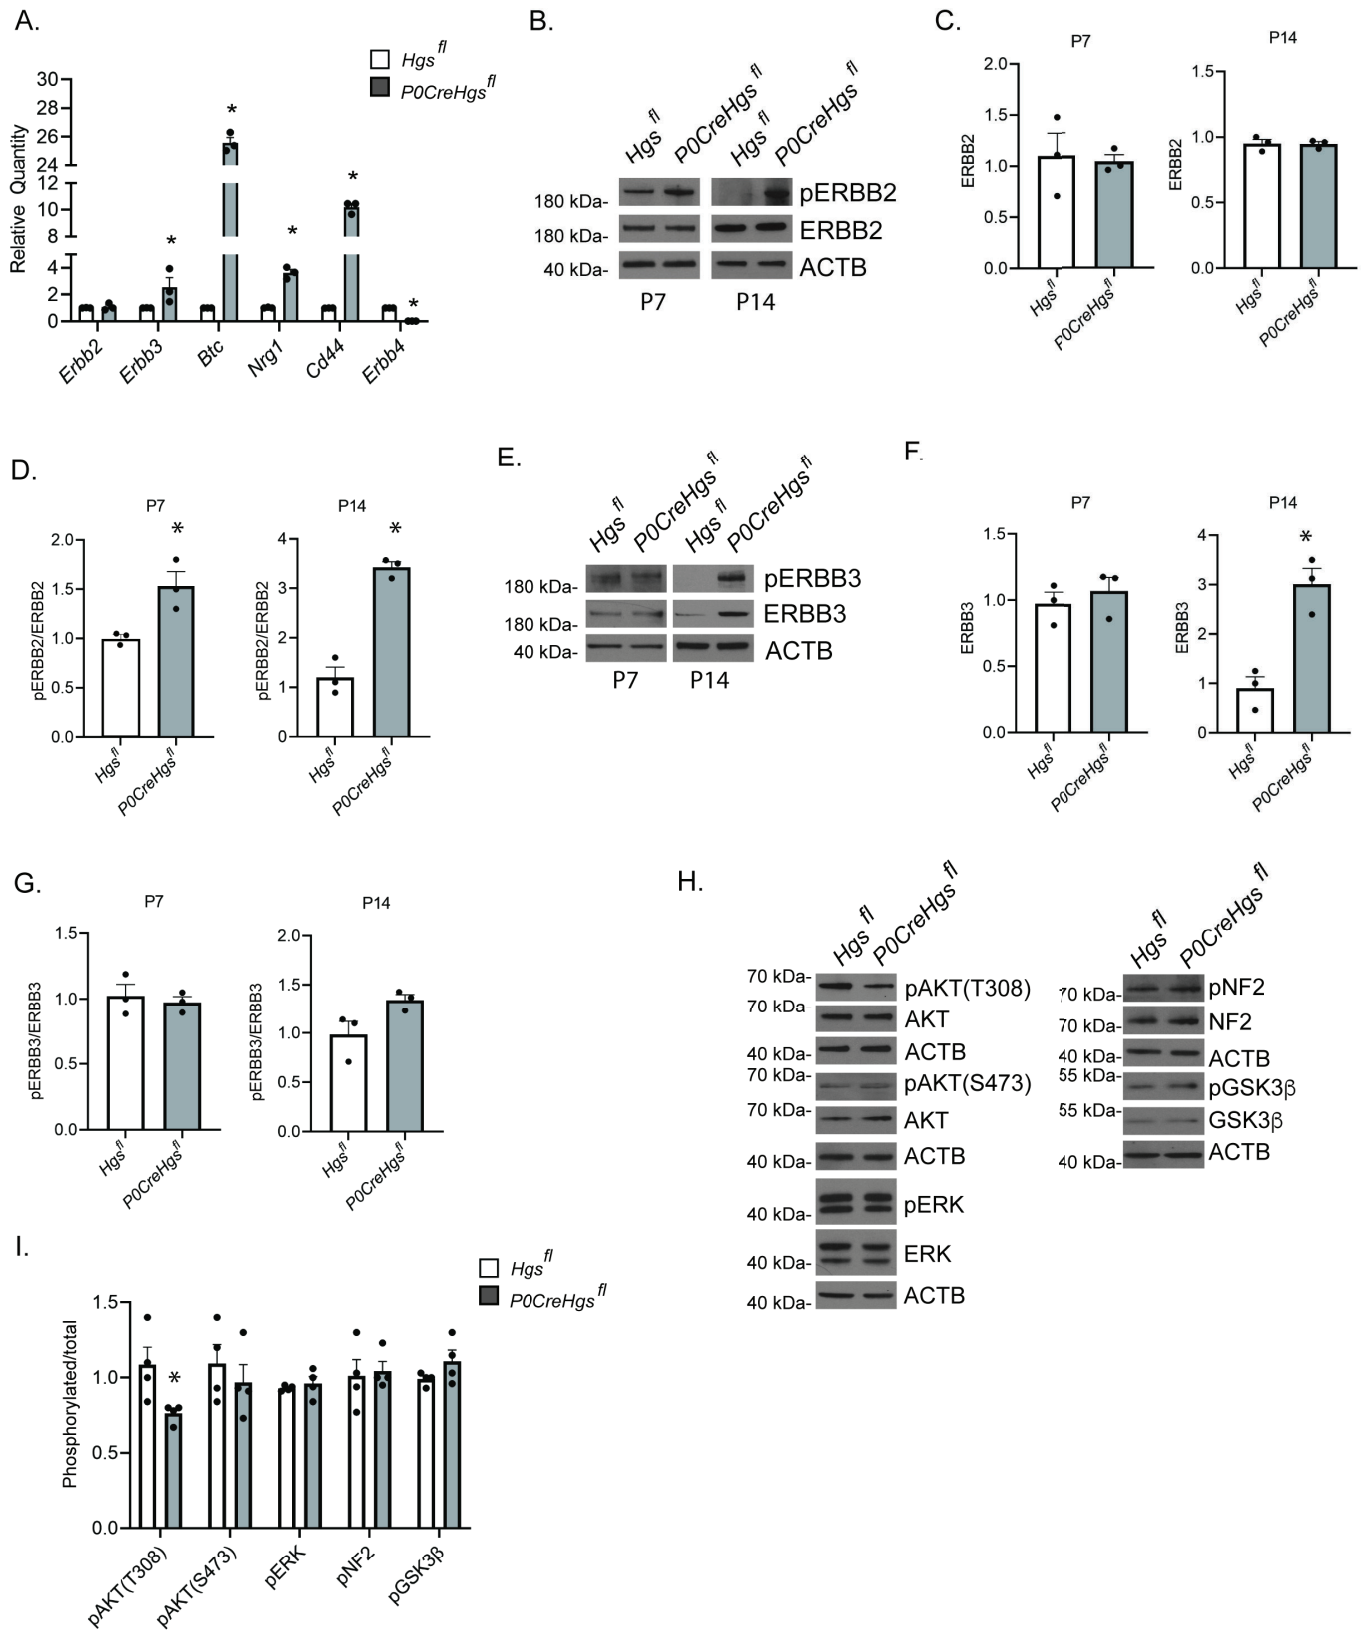 A.
Hgs fl
P0CreHgs fl
Relative Quantity
30
28
26
24
12
10
8
4
2
0
*
*
*
*
*
Erbb2
Erbb3
Btc
Nrg1
Cd44
Erbb4
B.
Hgs fl
P0CreHgs fl
Hgs fl
P0CreHgs fl
180 kDa-
pERBB2
180 kDa-
ERBB2
40 kDa-
ACTB
P7
P14
C.
P7
ERBB2
2.0
1.5
1.0
0.5
0.0
Hgs fl
P0CreHgs fl
P14
ERBB2
1.5
1.0
0.5
0.0
Hgs fl
P0CreHgs fl
D.
P7
pERBB2/ERBB2
2.0
1.5
1.0
0.5
0.0
*
Hgs fl
P0CreHgs fl
P14
pERBB2/ERBB2
4
3
2
1
0
*
Hgs fl
P0CreHgs fl
E.
Hgs fl
P0CreHgs fl
Hgs fl
P0CreHgs fl
180 kDa-
pERBB3
180 kDa-
ERBB3
40 kDa-
ACTB
P7
P14
F.
P7
ERBB3
1.5
1.0
0.5
0.0
Hgs fl
P0CreHgs fl
P14
ERBB3
4
3
2
1
0
*
Hgs fl
P0CreHgs fl
G.
P7
pERBB3/ERBB3
1.5
1.0
0.5
0.0
Hgs fl
P0CreHgs fl
P14
pERBB3/ERBB3
2.0
1.5
1.0
0.5
0.0
Hgs fl
P0CreHgs fl
H.
Hgs fl
P0CreHgs fl
70 kDa-
pAKT(T308)
70 kDa-
AKT
40 kDa-
ACTB
70 kDa-
pAKT(S473)
70 kDa-
AKT
40 kDa-
ACTB
40 kDa-
pERK
40 kDa-
ERK
40 kDa-
ACTB
Hgs fl
P0CreHgs fl
70 kDa-
pNF2
70 kDa-
NF2
40 kDa-
ACTB
55 kDa-
pGSK3β
55 kDa-
GSK3β
40 kDa-
ACTB
I.
Hgs fl
P0CreHgs fl
Phosphorylated/total
1.5
1.0
0.5
0.0
*
pAKT(T308)
pAKT(S473)
pERK
pNF2
pGSK3β